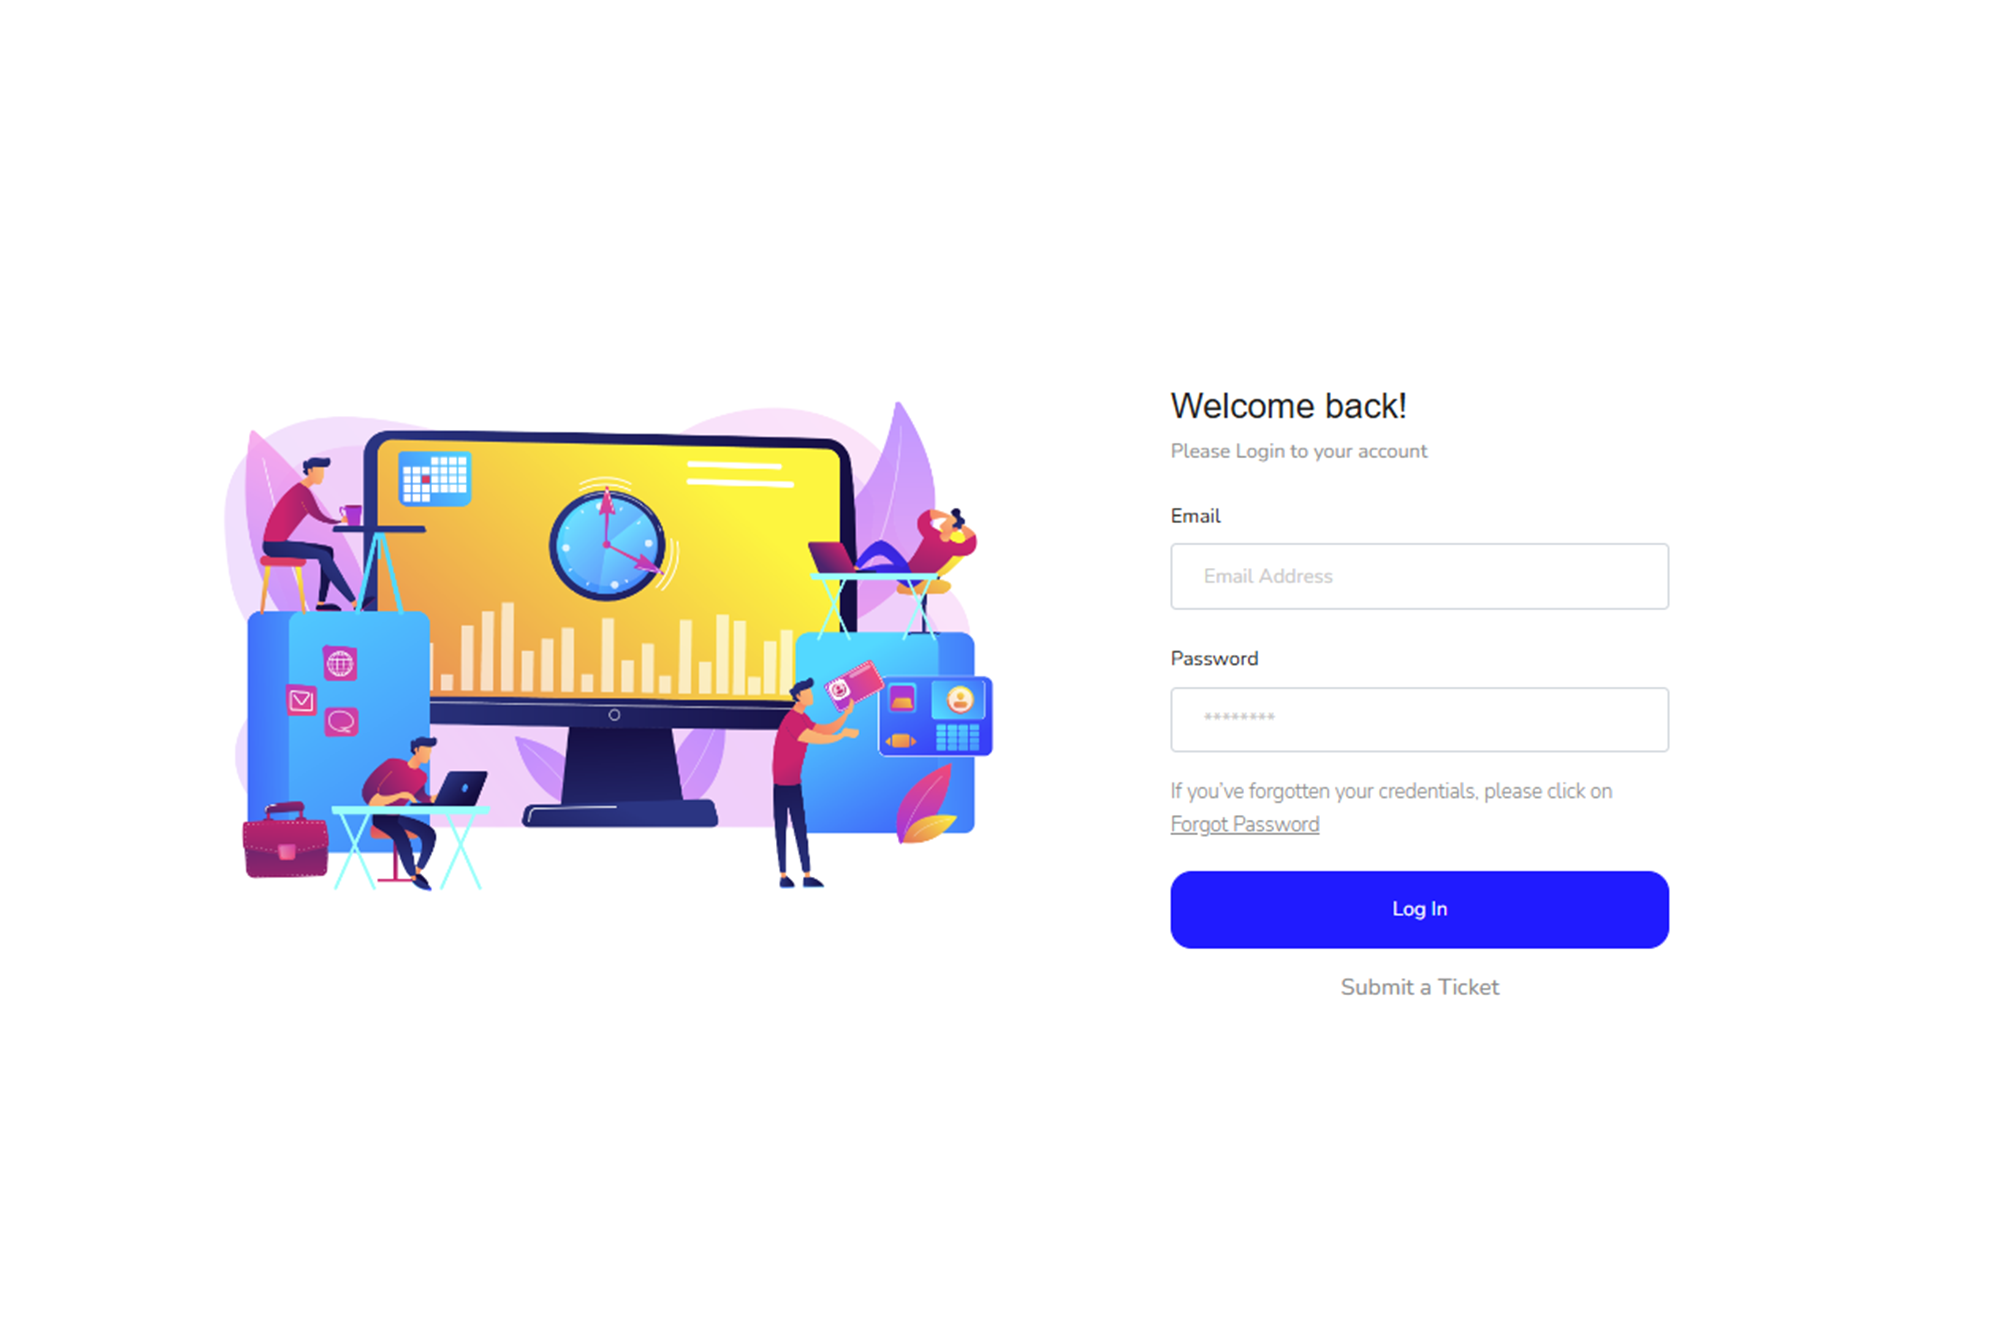 Welcome back!
Please Login to your account
Email
Email Address
Password
********
If you've forgotten your credentials, please click on
Forgot Password
Log In
Submit a Ticket